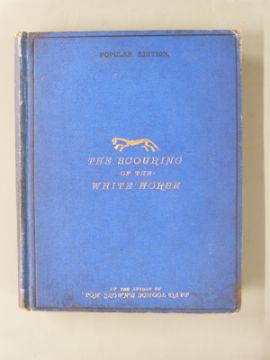 POPULAR EDITION.
THE SCOURING
OF THE
WHITE HORSE
BY THE AUTHOR OF
"TOM BROWN'S SCHOOL DAYS"